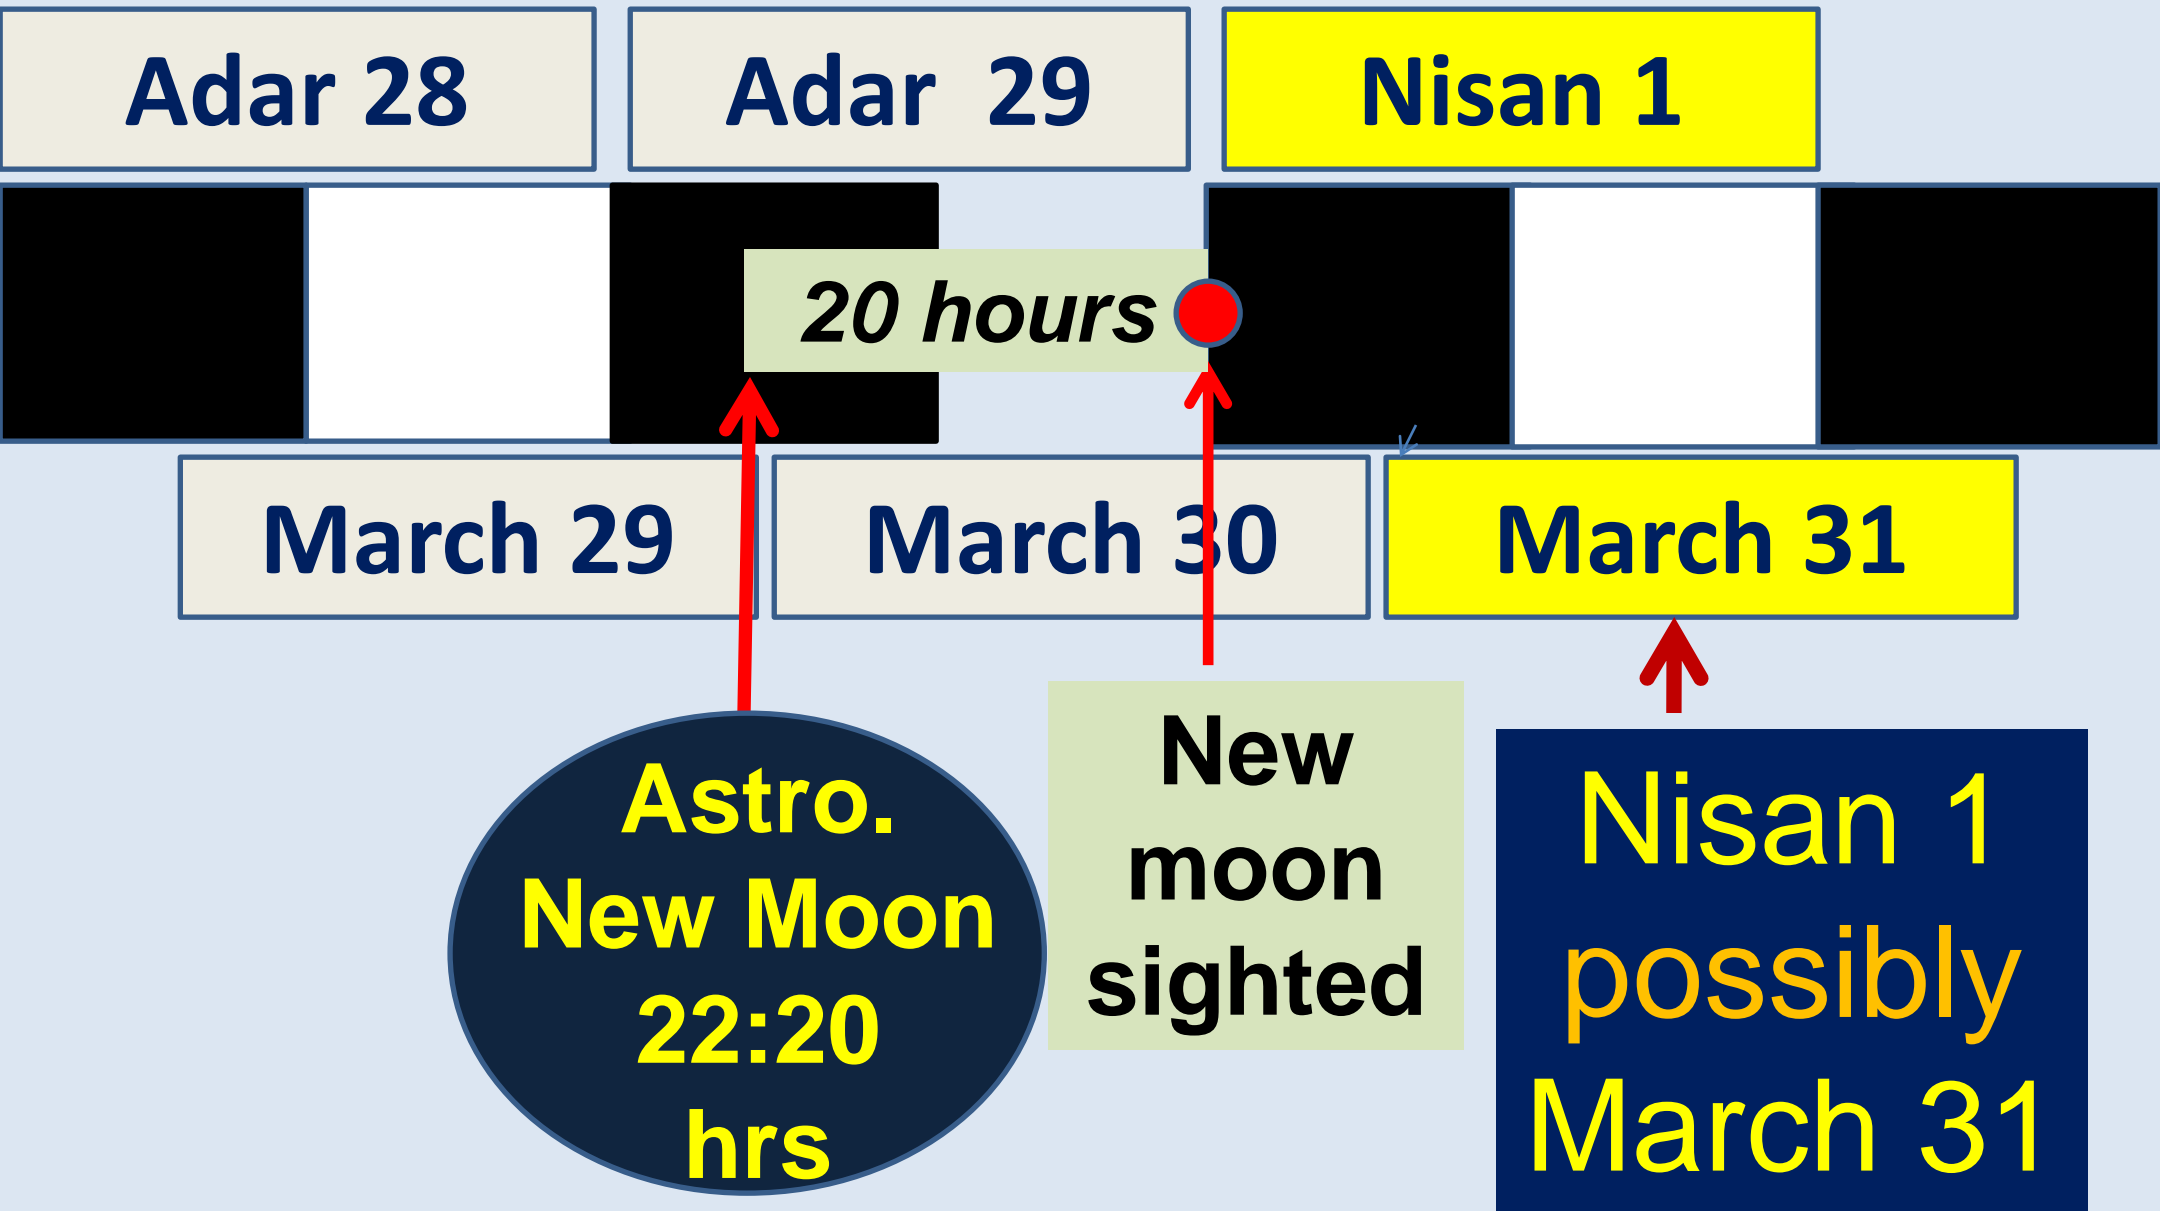 Adar 28
Adar 29
Nisan 1
20 hours
March 29
March 30
March 31
Astro.
New Moon
22:20
hrs
New
moon
sighted
Nisan 1
possibly
March 31